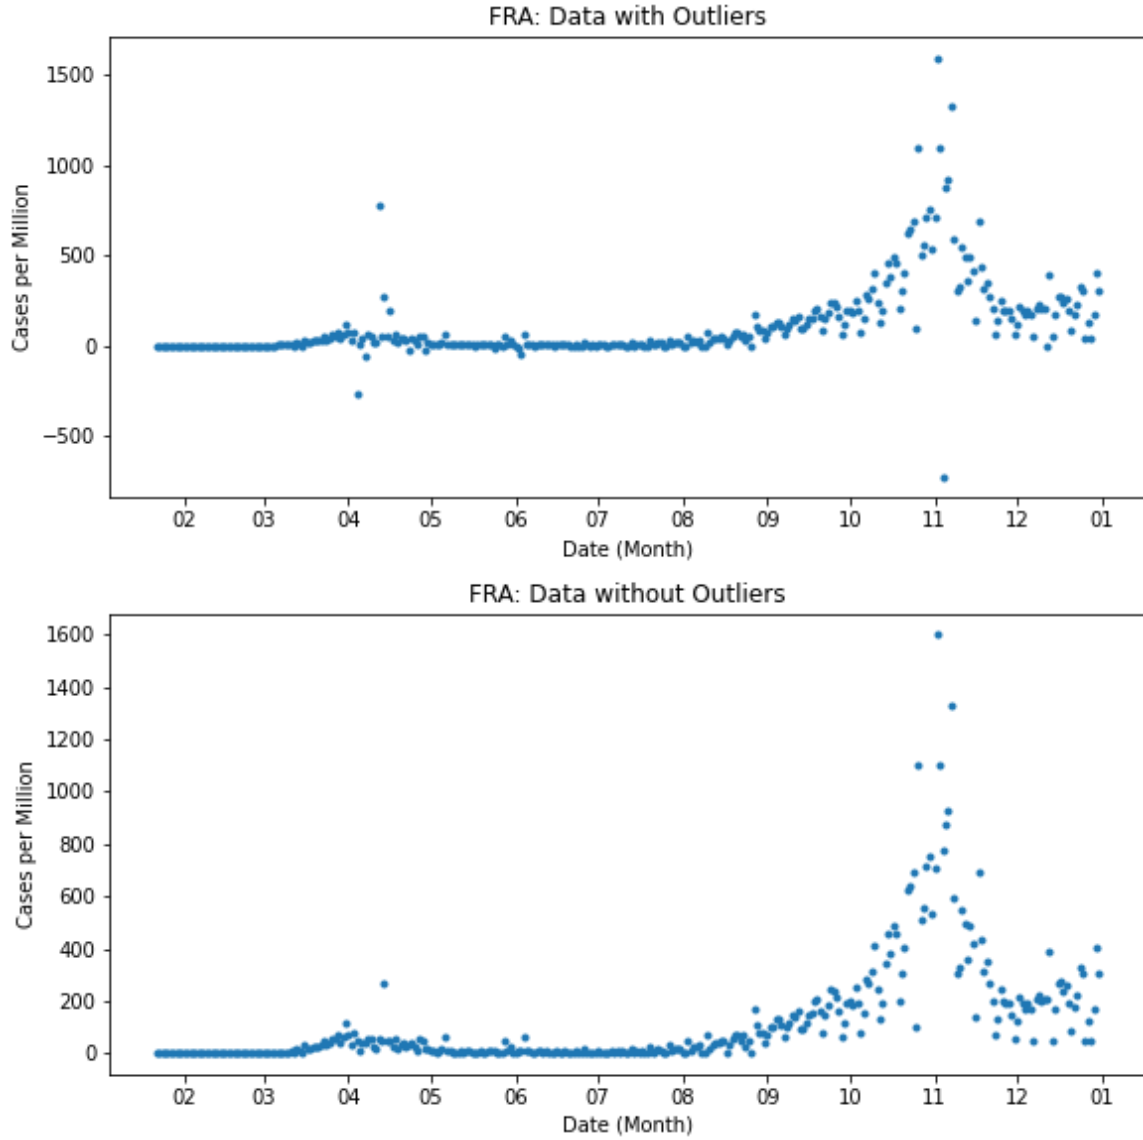 FRA: Data with Outliers
1500
1000
500
0
−500
Cases per Million
02 03 04 05 06 07 08 09 10 11 12 01
Date (Month)
FRA: Data without Outliers
1600
1400
1200
1000
800
600
400
200
0
Cases per Million
02 03 04 05 06 07 08 09 10 11 12 01
Date (Month)